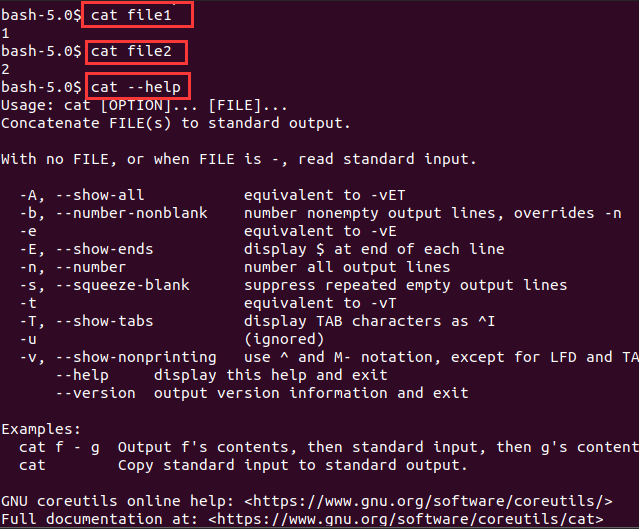 bash-5.0$ cat file1
1
bash-5.0$ cat file2
2
bash-5.0$ cat --help
Usage: cat [OPTION]... [FILE]...
Concatenate FILE(s) to standard output.
With no FILE, or when FILE is -, read standard input.
-A, --show-all equivalent to -vET
-b, --number-nonblank number nonempty output lines, overrides -n
-e equivalent to -vE
-E, --show-ends display $ at end of each line
-n, --number number all output lines
-s, --squeeze-blank suppress repeated empty output lines
-t equivalent to -vT
-T, --show-tabs display TAB characters as ^I
-u (ignored)
-v, --show-nonprinting use ^ and M- notation, except for LFD and TA
--help display this help and exit
--version output version information and exit
Examples:
cat f - g Output f's contents, then standard input, then g's content
cat Copy standard input to standard output.
GNU coreutils online help: <https://www.gnu.org/software/coreutils/>
Full documentation at: <https://www.gnu.org/software/coreutils/cat>